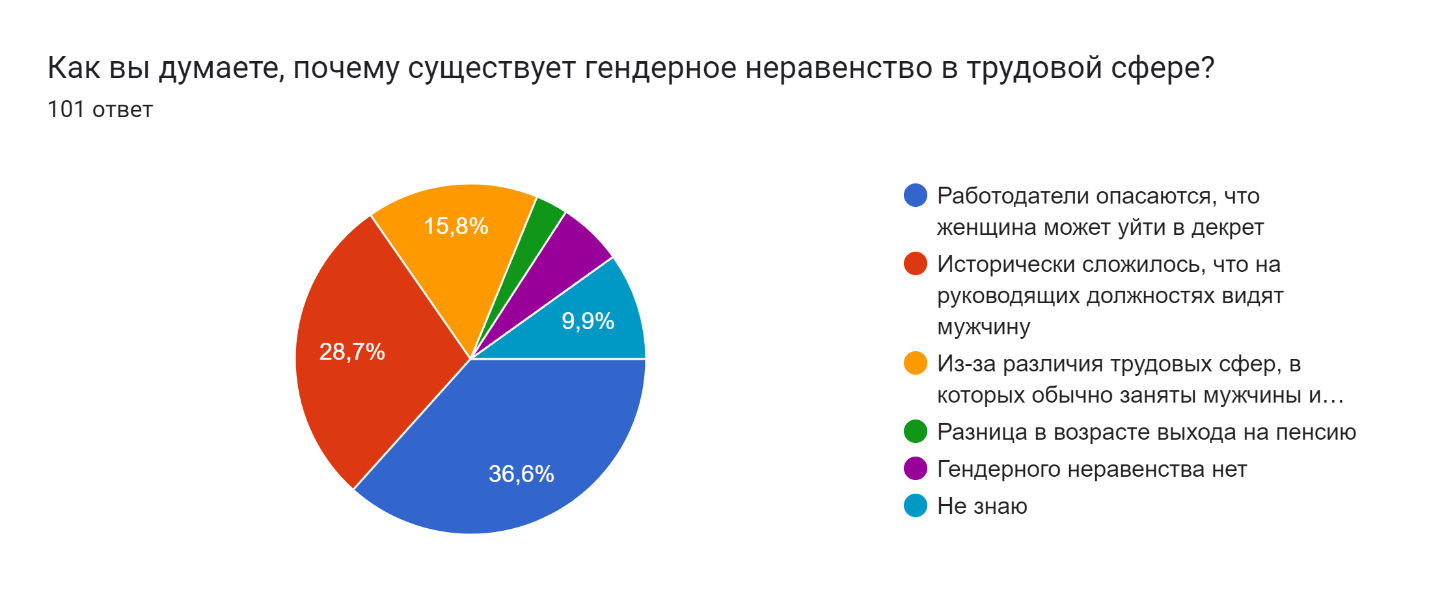 Как вы думаете, почему существует гендерное неравенство в трудовой сфере?
101 ответ
15,8%
9,9%
28,7%
36,6%
Работодатели опасаются, что
женщина может уйти в декрет
Исторически сложилось, что на
руководящих должностях видят
мужчину
Из-за различия трудовых сфер, в
которых обычно заняты мужчины и…
Разница в возрасте выхода на пенсию
Гендерного неравенства нет
Не знаю